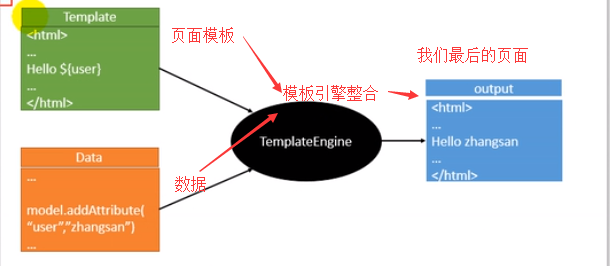 Template
<html>
...
Hello ${user}
...
</html>
页面模板
我们最后的页面
模板引擎整合
output
<html>
...
Hello zhangsan
...
</html>
TemplateEngine
数据
Data
...
model.addAttribute(
“user”,”zhangsan”)
...